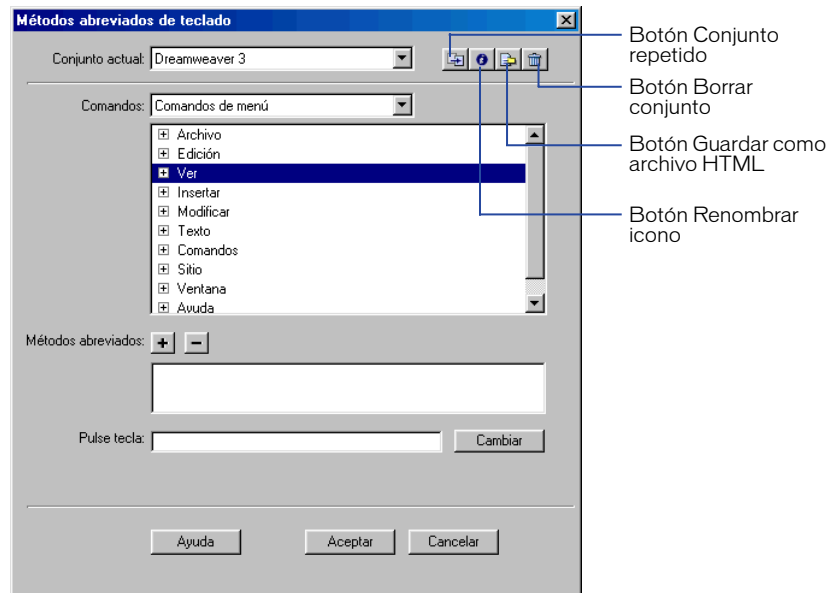 Métodos abreviados de teclado
Conjunto actual: Dreamweaver 3
Comandos: Comandos de menú
Archivo
Edición
Ver
Insertar
Modificar
Texto
Comandos
Sitio
Ventana
Ayuda
Métodos abreviados:
Pulse tecla:
Cambiar
Ayuda
Aceptar
Cancelar
Botón Conjunto
repetido
Botón Borrar
conjunto
Botón Guardar como
archivo HTML
Botón Renombrar
icono